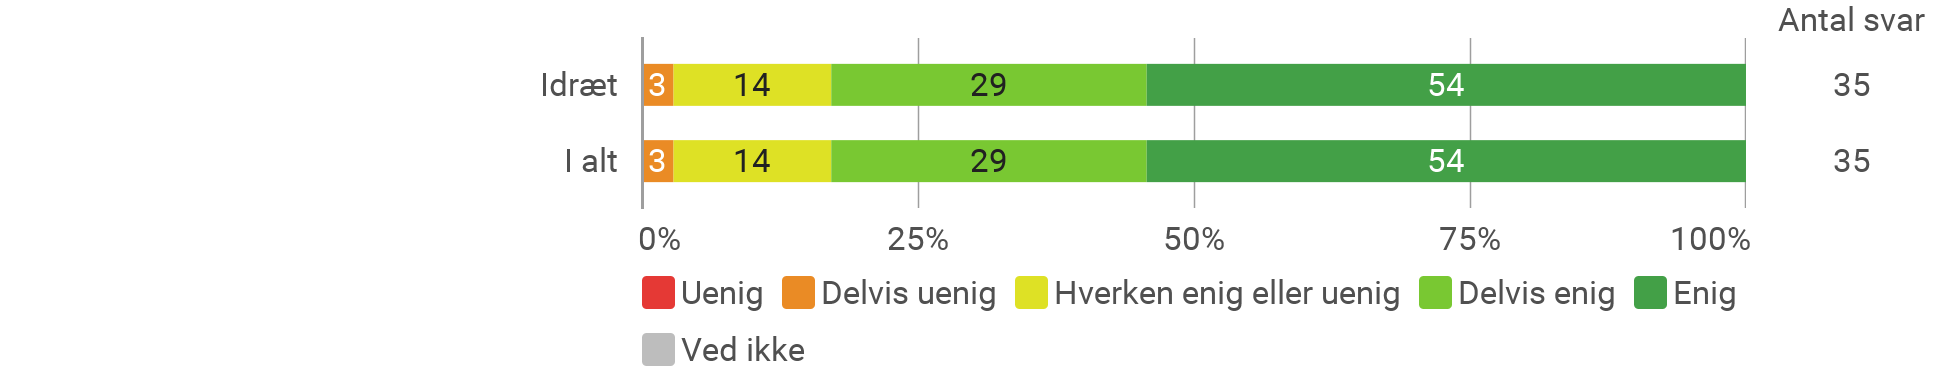 Antal svar
Idræt 3 14 29 54 35
I alt 3 14 29 54 35
0% 25% 50% 75% 100%
Uenig Delvis uenig Hverken enig eller uenig Delvis enig Enig
Ved ikke